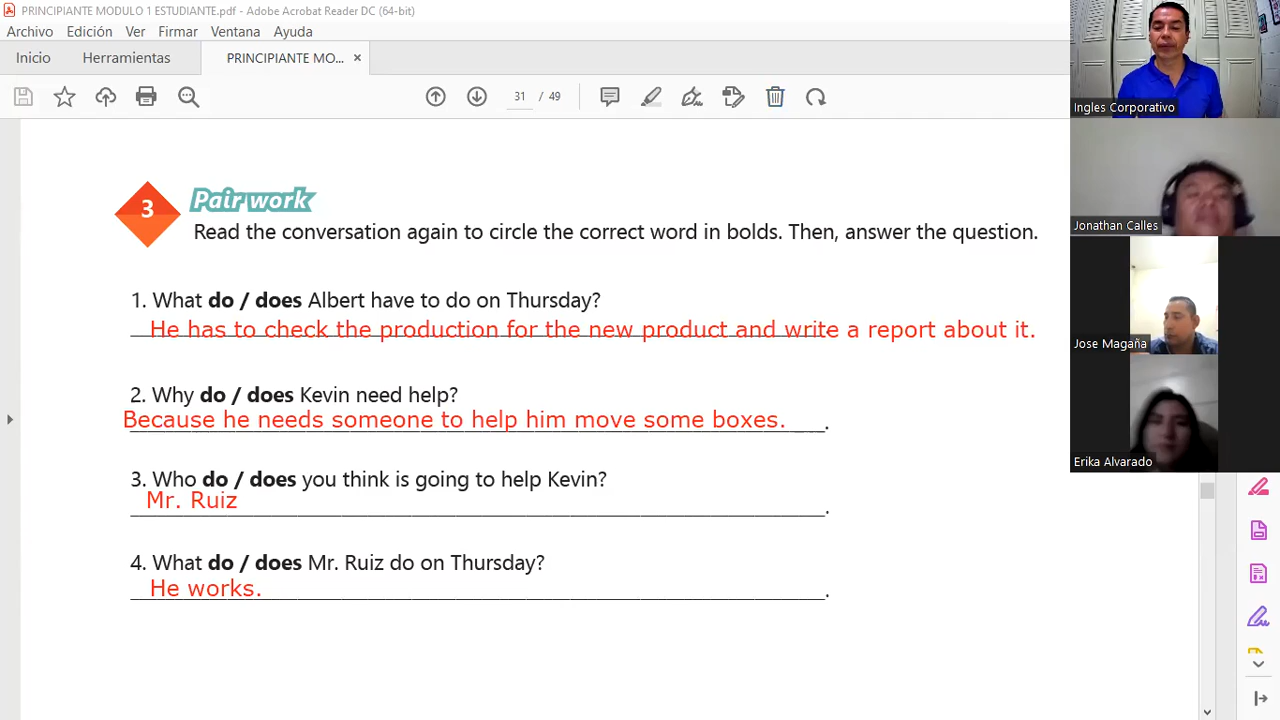 PRINCIPIANTE MODULO 1 ESTUDIANTE.pdf - Adobe Acrobat Reader DC (64-bit)
Archivo Edición Ver Firmar Ventana Ayuda
Inicio Herramientas PRINCIPIANTE MO... ×
31 / 49
3 Pair work
Read the conversation again to circle the correct word in bolds. Then, answer the question.
1. What do / does Albert have to do on Thursday?
He has to check the production for the new product and write a report about it.
2. Why do / does Kevin need help?
Because he needs someone to help him move some boxes.
3. Who do / does you think is going to help Kevin?
Mr. Ruiz
4. What do / does Mr. Ruiz do on Thursday?
He works.
Ingles Corporativo
Jonathan Calles
Jose Magaña
Erika Alvarado